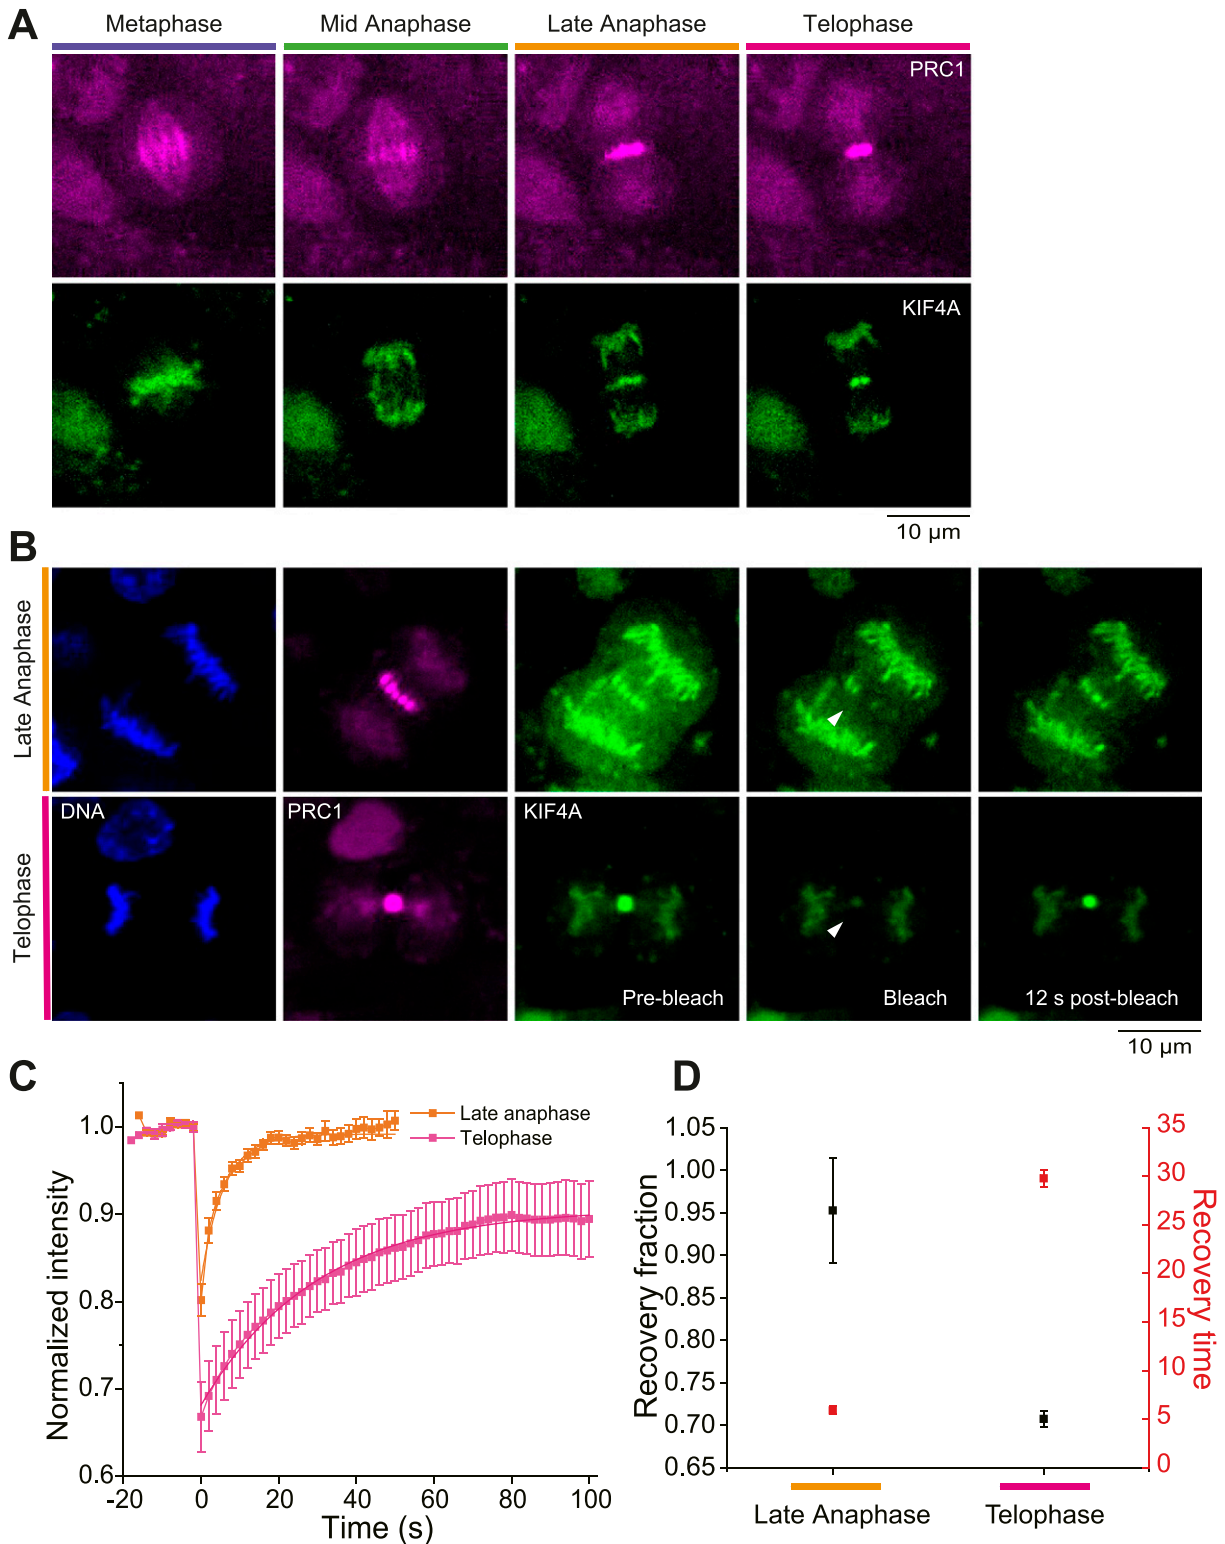 A
Metaphase
Mid Anaphase
Late Anaphase
Telophase
PRC1
KIF4A
10 µm
B
Late Anaphase
Telophase
DNA
PRC1
KIF4A
Pre-bleach
Bleach
12 s post-bleach
10 µm
C
Normalized intensity
1.0
0.9
0.8
0.7
0.6
-20
0
20
40
60
80
100
Time (s)
Late anaphase
Telophase
D
Recovery fraction
1.05
1.00
0.95
0.90
0.85
0.80
0.75
0.70
0.65
35
30
25
20
15
10
5
0
Recovery time
Late Anaphase
Telophase